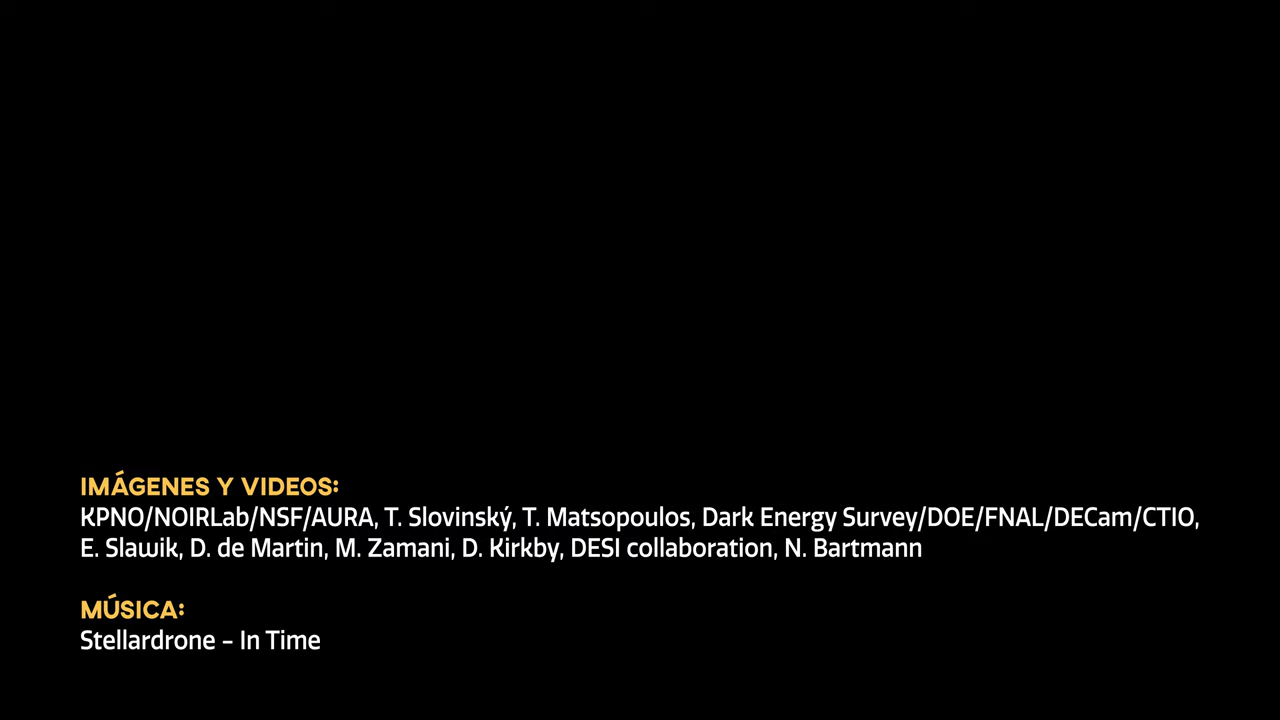 IMÁGENES Y VIDEOS:
KPNO/NOIRLab/NSF/AURA, T. Slovinský, T. Matsopoulos, Dark Energy Survey/DOE/FNAL/DECam/CTIO,
E. Slawik, D. de Martin, M. Zamani, D. Kirkby, DESI collaboration, N. Bartmann
MÚSICA:
Stellardrone - In Time